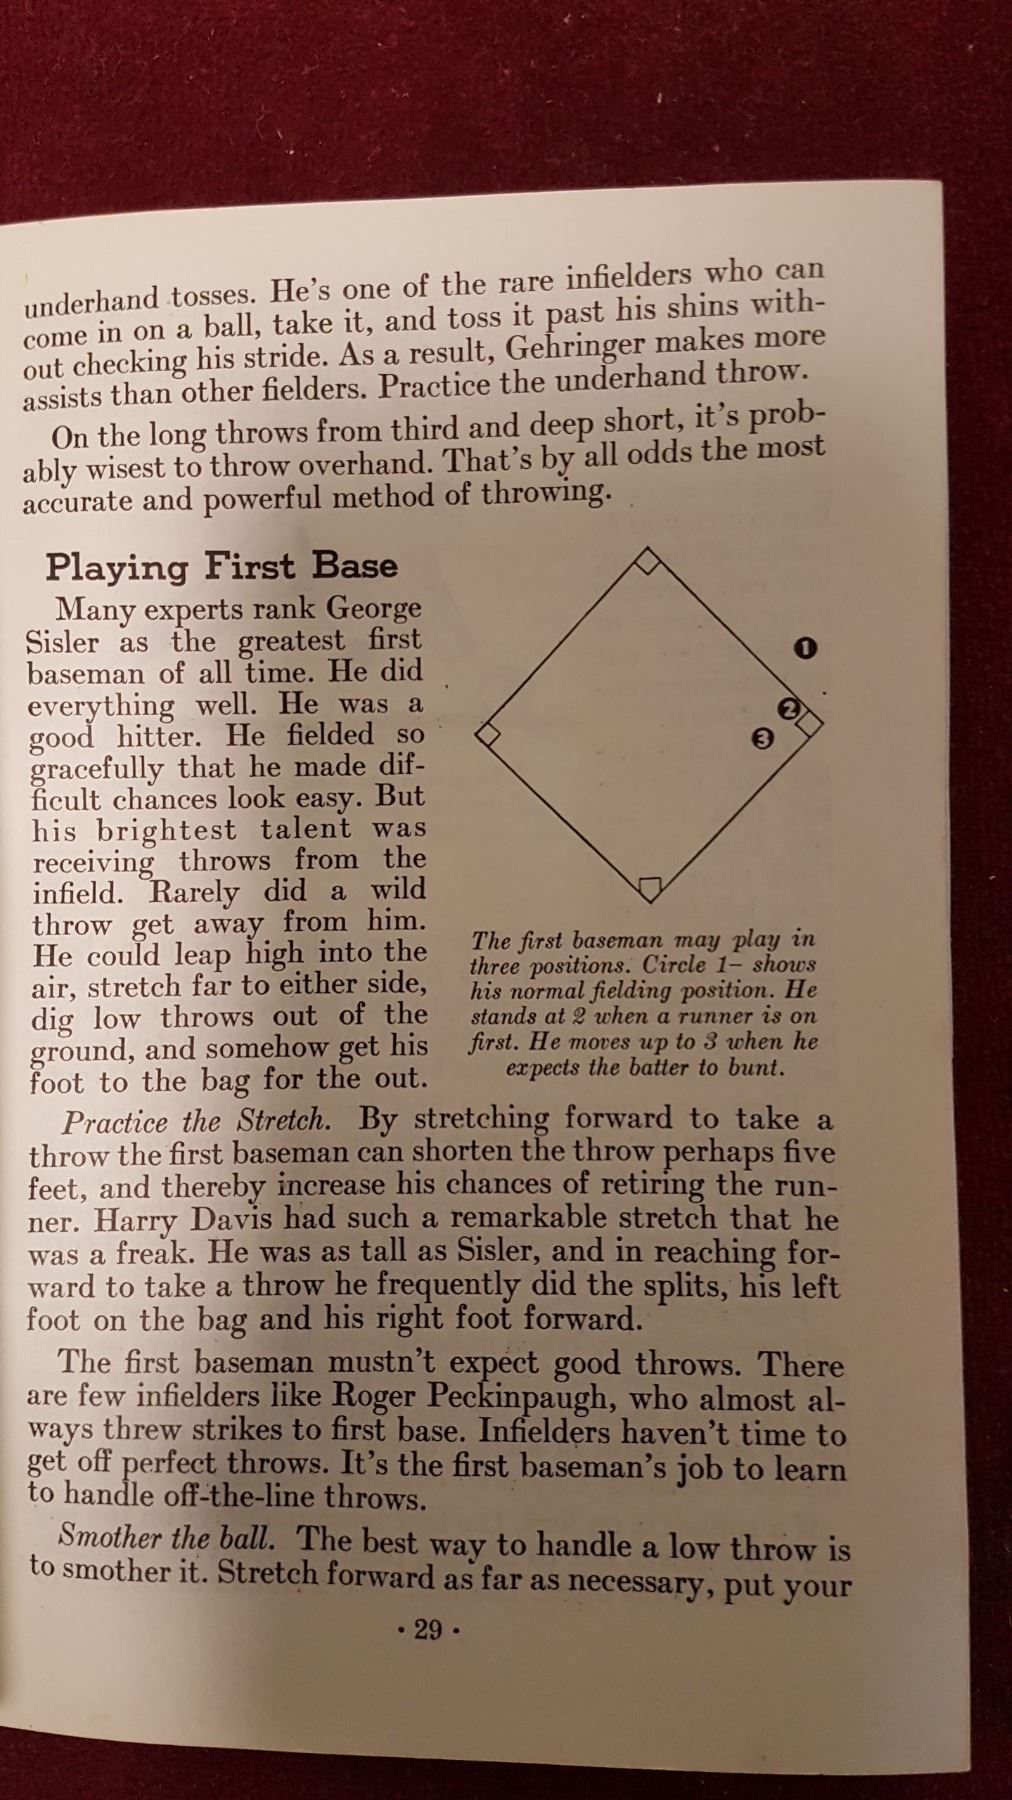 underhand tosses. He's one of the rare infielders who can
come in on a ball, take it, and toss it past his shins with-
out checking his stride. As a result, Gehringer makes more
assists than other fielders. Practice the underhand throw.
On the long throws from third and deep short, it's prob-
ably wisest to throw overhand. That's by all odds the most
accurate and powerful method of throwing.
Playing First Base
Many experts rank George
Sisler as the greatest first
baseman of all time. He did
everything well. He was a
good hitter. He fielded so
gracefully that he made dif-
ficult chances look easy. But
his brightest talent was
receiving throws from the
infield. Rarely did a wild
throw get away from him.
He could leap high into the
air, stretch far to either side,
dig low throws out of the
ground, and somehow get his
foot to the bag for the out.
1
2
3
The first baseman may play in
three positions. Circle 1– shows
his normal fielding position. He
stands at 2 when a runner is on
first. He moves up to 3 when he
expects the batter to bunt.
Practice the Stretch. By stretching forward to take a
throw the first baseman can shorten the throw perhaps five
feet, and thereby increase his chances of retiring the run-
ner. Harry Davis had such a remarkable stretch that he
was a freak. He was as tall as Sisler, and in reaching for-
ward to take a throw he frequently did the splits, his left
foot on the bag and his right foot forward.
The first baseman mustn't expect good throws. There
are few infielders like Roger Peckinpaugh, who almost al-
ways threw strikes to first base. Infielders haven't time to
get off perfect throws. It's the first baseman's job to learn
to handle off-the-line throws.
Smother the ball. The best way to handle a low throw is
to smother it. Stretch forward as far as necessary, put your
· 29 ·